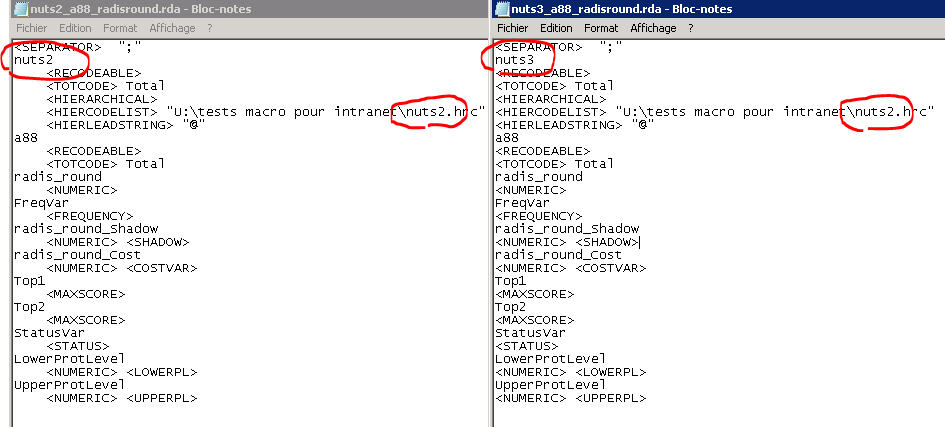 nuts2_a88_radisround.rda - Bloc-notes
Fichier Edition Format Affichage ?
<SEPARATOR> ";"
nuts2
<RECODEABLE>
<TOTCODE> Total
<HIERARCHICAL>
<HIERCODELIST> "U:\tests macro pour intranet\nuts2.hrc"
<HIERLEADSTRING> "@"
a88
<RECODEABLE>
<TOTCODE> Total
radis_round
<NUMERIC>
FreqVar
<FREQUENCY>
radis_round_Shadow
<NUMERIC> <SHADOW>
radis_round_Cost
<NUMERIC> <COSTVAR>
Top1
<MAXSCORE>
Top2
<MAXSCORE>
StatusVar
<STATUS>
LowerProtLevel
<NUMERIC> <LOWERPL>
UpperProtLevel
<NUMERIC> <UPPERPL>
nuts3_a88_radisround.rda - Bloc-notes
Fichier Edition Format Affichage ?
<SEPARATOR> ";"
nuts3
<RECODEABLE>
<TOTCODE> Total
<HIERARCHICAL>
<HIERCODELIST> "U:\tests macro pour intranet\nuts2.hrc"
<HIERLEADSTRING> "@"
a88
<RECODEABLE>
<TOTCODE> Total
radis_round
<NUMERIC>
FreqVar
<FREQUENCY>
radis_round_Shadow
<NUMERIC> <SHADOW>
radis_round_Cost
<NUMERIC> <COSTVAR>
Top1
<MAXSCORE>
Top2
<MAXSCORE>
StatusVar
<STATUS>
LowerProtLevel
<NUMERIC> <LOWERPL>
UpperProtLevel
<NUMERIC> <UPPERPL>